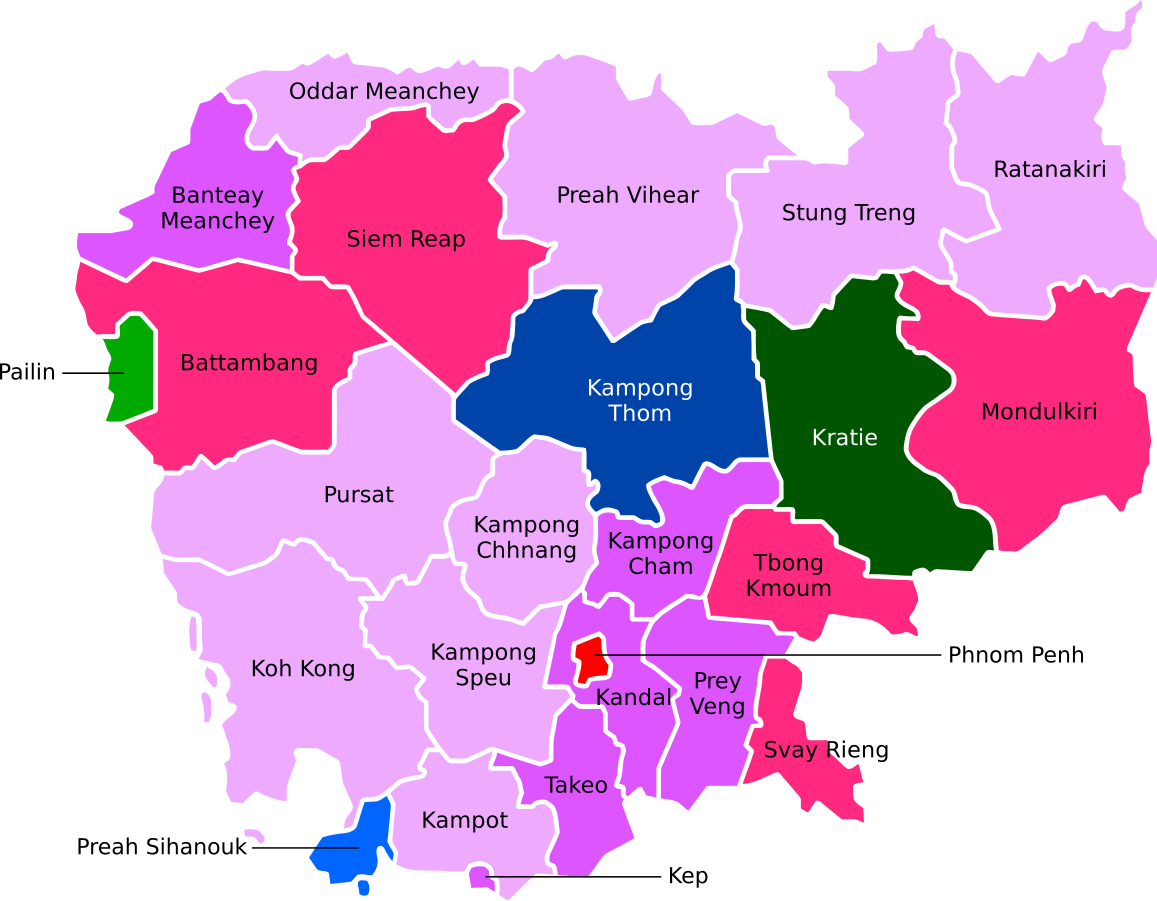 Oddar Meanchey
Ratanakiri
Banteay
Meanchey
Preah Vihear
Stung Treng
Siem Reap
Battambang
Pailin
Kampong
Thom
Mondulkiri
Kratie
Pursat
Kampong
Chhnang
Kampong
Cham
Tbong
Kmoum
Koh Kong
Kampong
Speu
Phnom Penh
Kandal
Prey
Veng
Svay Rieng
Takeo
Kampot
Preah Sihanouk
Kep